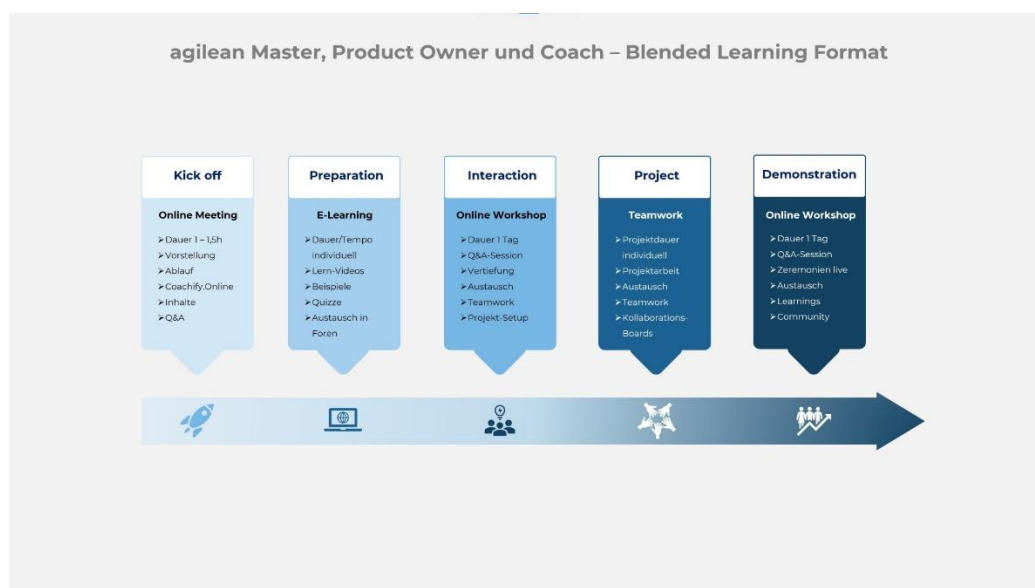 agilean Master, Product Owner und Coach – Blended Learning Format
Kick off
Online Meeting
➢Dauer 1 – 1,5h
➢Vorstellung
➢Ablauf
➢Coachify.Online
➢Inhalte
➢Q&A
Preparation
E-Learning
➢Dauer/Tempo
individuell
➢Lern-Videos
➢Beispiele
➢Quizze
➢Austausch in
Foren
Interaction
Online Workshop
➢Dauer 1 Tag
➢Q&A-Session
➢Vertiefung
➢Austausch
➢Teamwork
➢Projekt-Setup
Project
Teamwork
➢Projektdauer
individuell
➢Projektarbeit
➢Austausch
➢Teamwork
➢Kollaborations-
Boards
Demonstration
Online Workshop
➢Dauer 1 Tag
➢Q&A-Session
➢Zeremonien live
➢Austausch
➢Learnings
➢Community